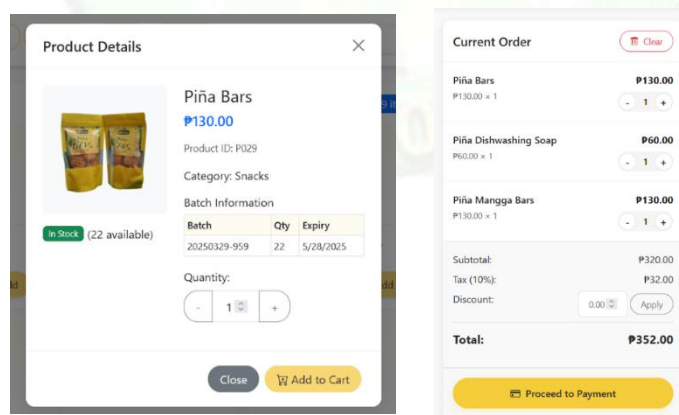 Product Details
Piña Bars
₱130.00
Product ID: P029
Category: Snacks
Batch Information
Batch Qty Expiry
20250329-959 22 5/28/2025
In Stock (22 available)
Quantity:
- 1 +
Close Add to Cart
Current Order Clear
Piña Bars ₱130.00
₱130.00 × 1 - 1 +
Piña Dishwashing Soap ₱60.00
₱60.00 × 1 - 1 +
Piña Mangga Bars ₱130.00
₱130.00 × 1 - 1 +
Subtotal: ₱320.00
Tax (10%): ₱32.00
Discount: 0.00 Apply
Total: ₱352.00
Proceed to Payment